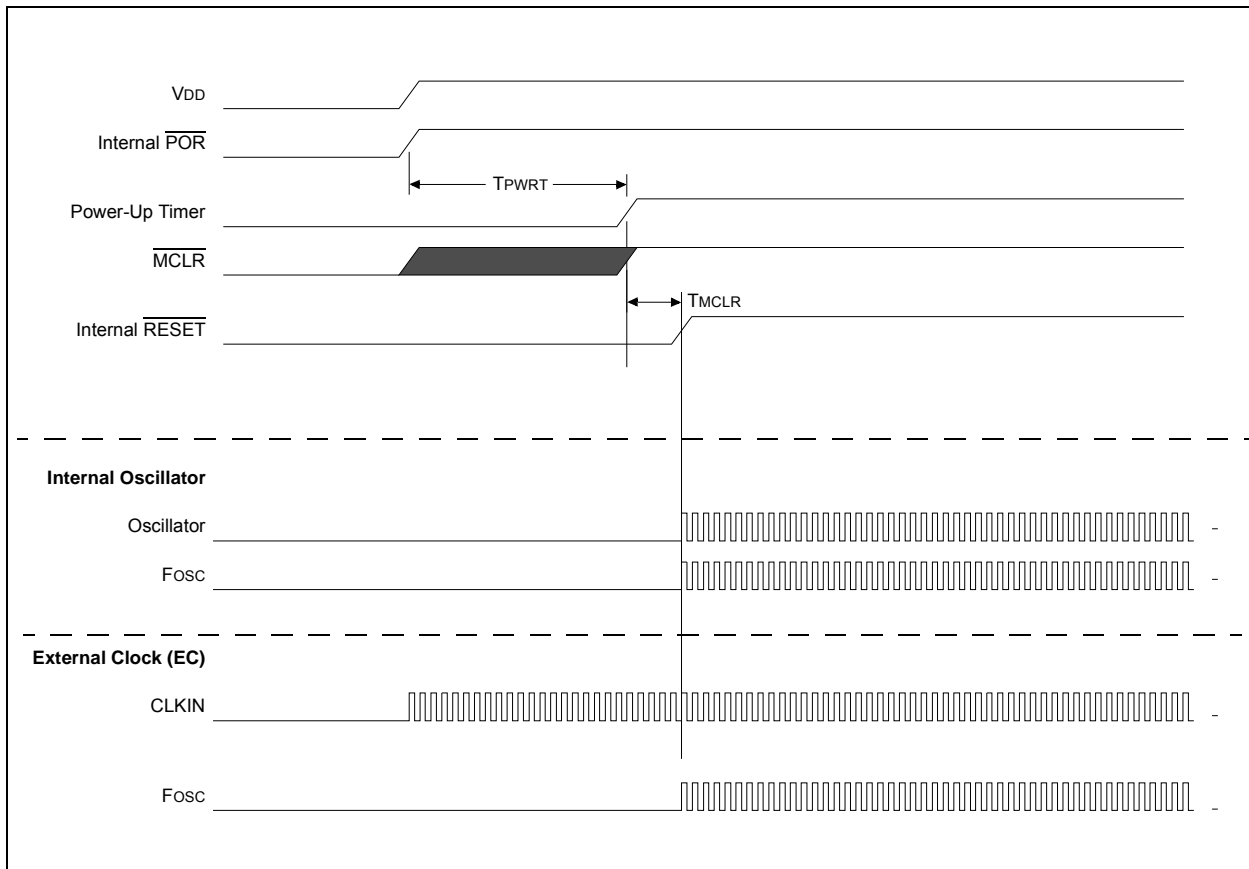 VDD
Internal POR
TPWRT
Power-Up Timer
MCLR
TMCLR
Internal RESET
Internal Oscillator
Oscillator
FOSC
External Clock (EC)
CLKIN
FOSC